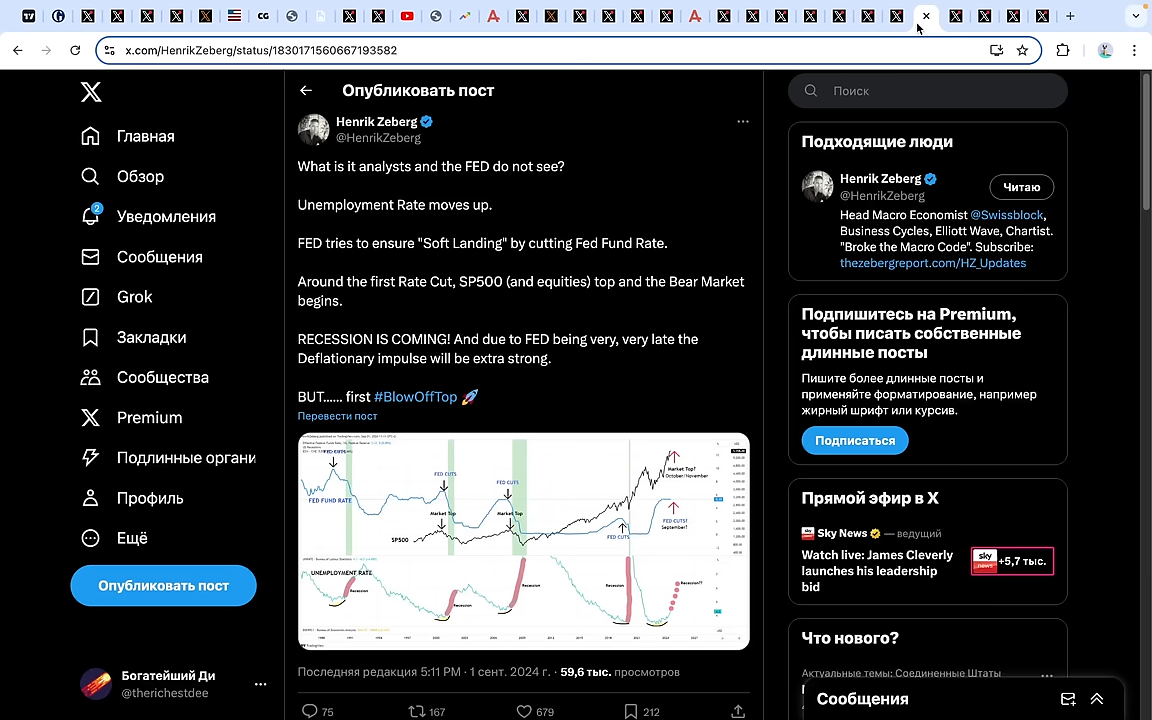 x.com/HenrikZeberg/status/1830171560667193582
Главная
Обзор
2
Уведомления
Сообщения
Grok
Закладки
Сообщества
Premium
Подлинные органи
Профиль
Ещё
Опубликовать пост
Богатейший Ди
@therichestdee
Опубликовать пост
Henrik Zeberg
@HenrikZeberg
What is it analysts and the FED do not see?
Unemployment Rate moves up.
FED tries to ensure "Soft Landing" by cutting Fed Fund Rate.
Around the first Rate Cut, SP500 (and equities) top and the Bear Market
begins.
RECESSION IS COMING! And due to FED being very, very late the
Deflationary impulse will be extra strong.
BUT...... first #BlowOffTop 🚀
Перевести пост
FED CUTS
FED CUTS
FED CUTS
FED FUND RATE
Market Top
Market Top
SP500
FED CUTS
Market Top?
October/November
FED CUTS?
September?
UNEMPLOYMENT RATE
Recession
Recession
Recession
Recession
Recession??
Последняя редакция 5:11 PM · 1 сент. 2024 г. · 59,6 тыс. просмотров
75
167
679
212
Поиск
Подходящие люди
Henrik Zeberg
@HenrikZeberg
Читаю
Head Macro Economist @Swissblock,
Business Cycles, Elliott Wave, Chartist.
"Broke the Macro Code". Subscribe:
thezebergreport.com/HZ_Updates
Подпишитесь на Premium,
чтобы писать собственные
длинные посты
Пишите более длинные посты и
применяйте форматирование, например
жирный шрифт или курсив.
Подписаться
Прямой эфир в X
Sky News — ведущий
Watch live: James Cleverly
launches his leadership
bid
sky news +5,7 тыс.
Что нового?
Актуальные темы: Соединенные Штаты
Сообщения